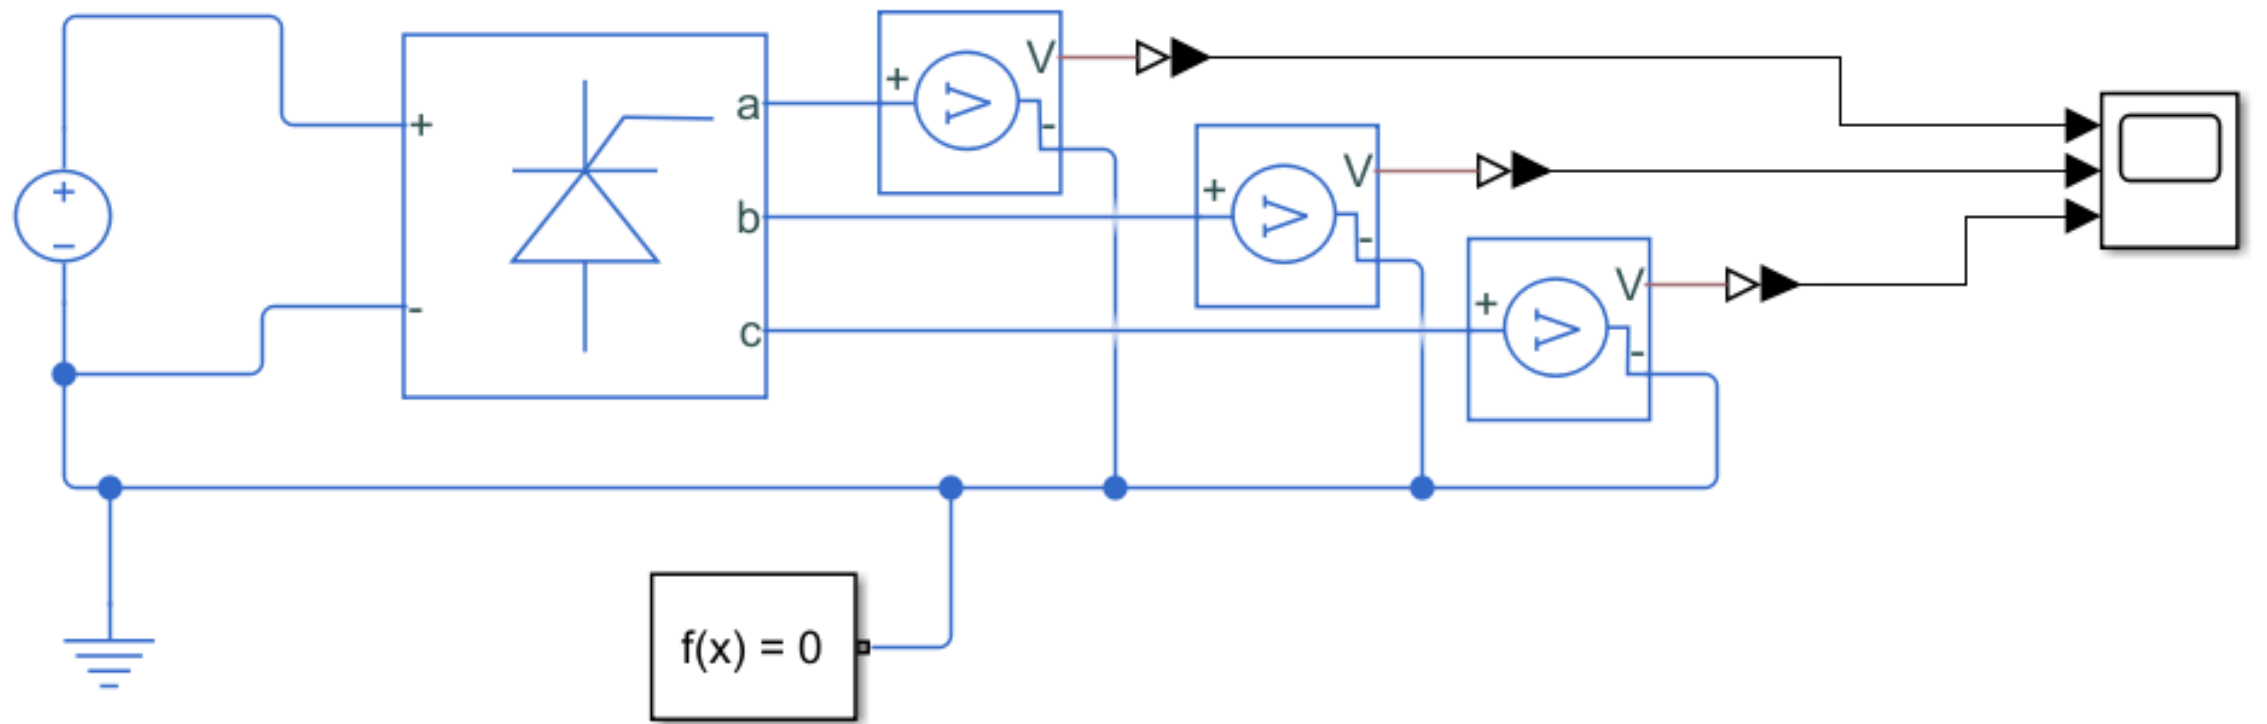 V
+
V
-
a
+
-
b
c
V
+
V
-
V
+
V
-
+
−
f(x) = 0